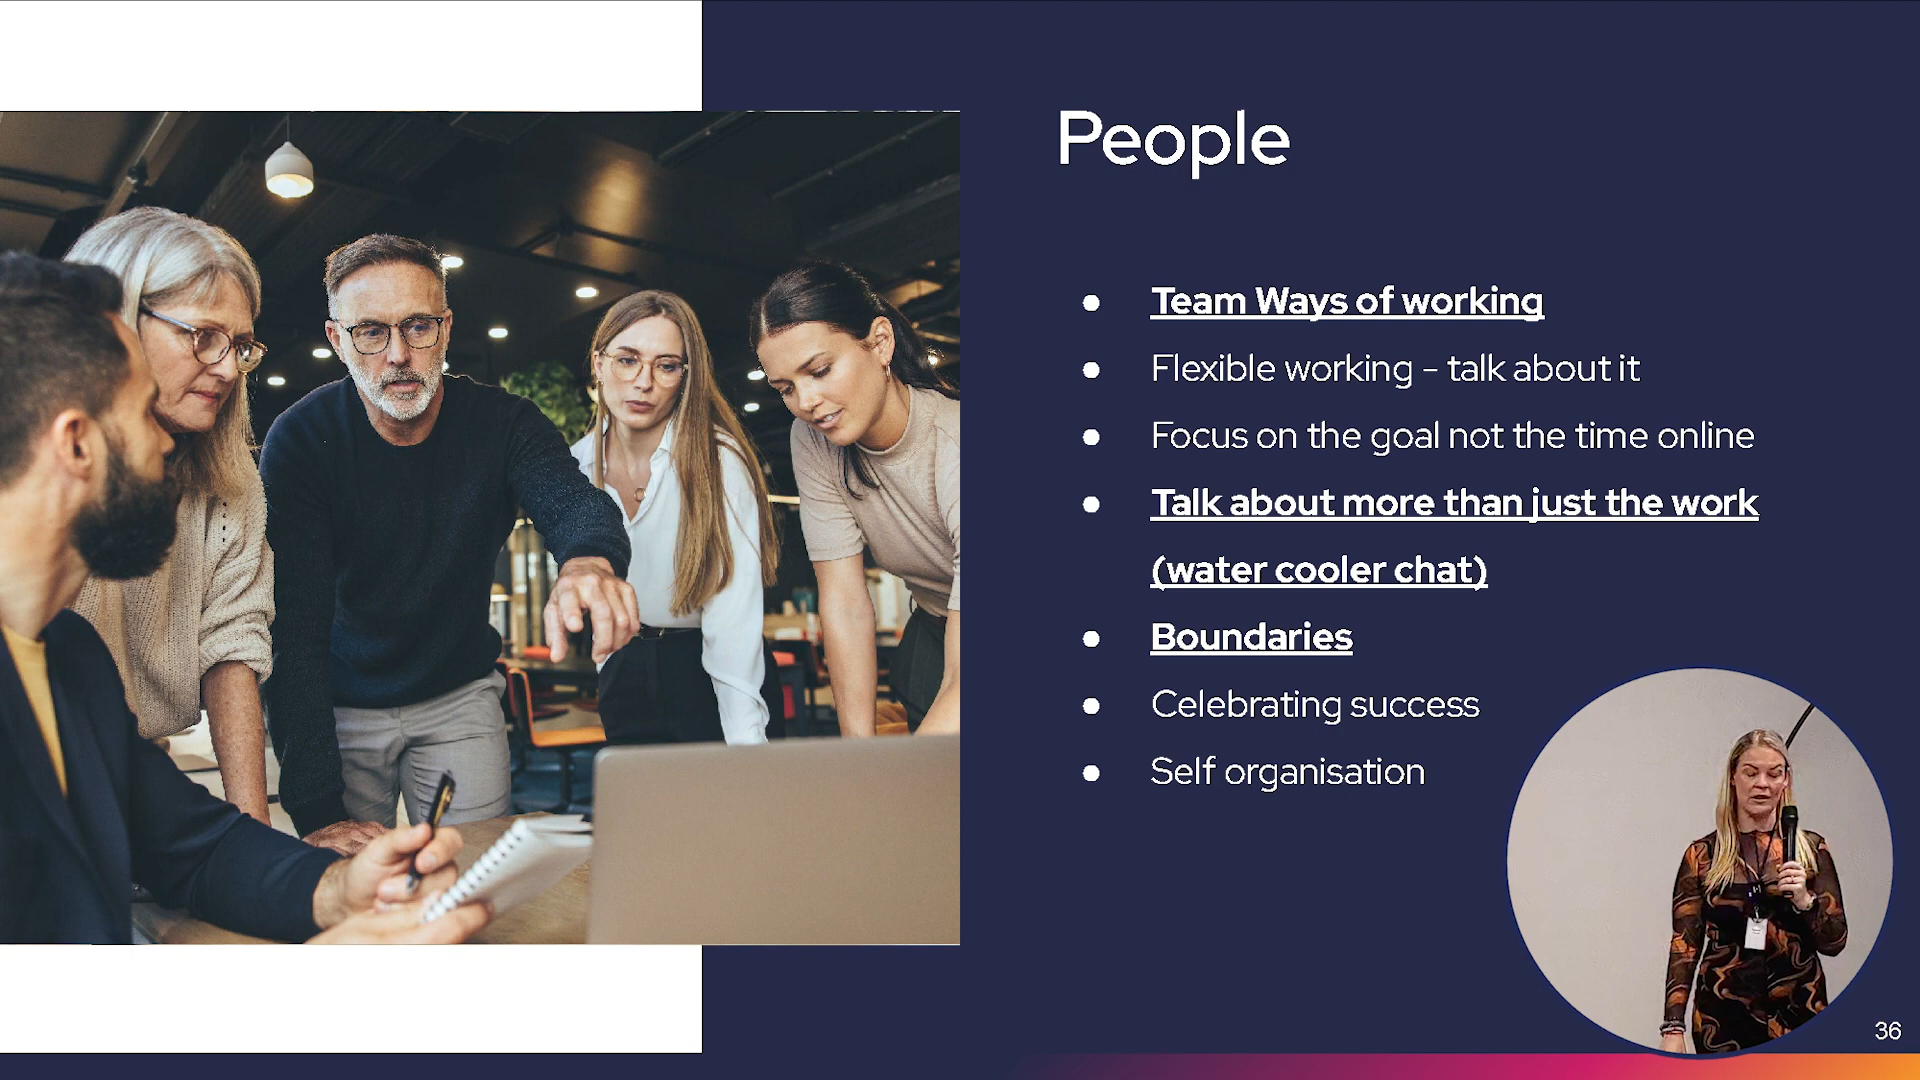 People
● Team Ways of working
● Flexible working – talk about it
● Focus on the goal not the time online
● Talk about more than just the work
(water cooler chat)
● Boundaries
● Celebrating success
● Self organisation
36